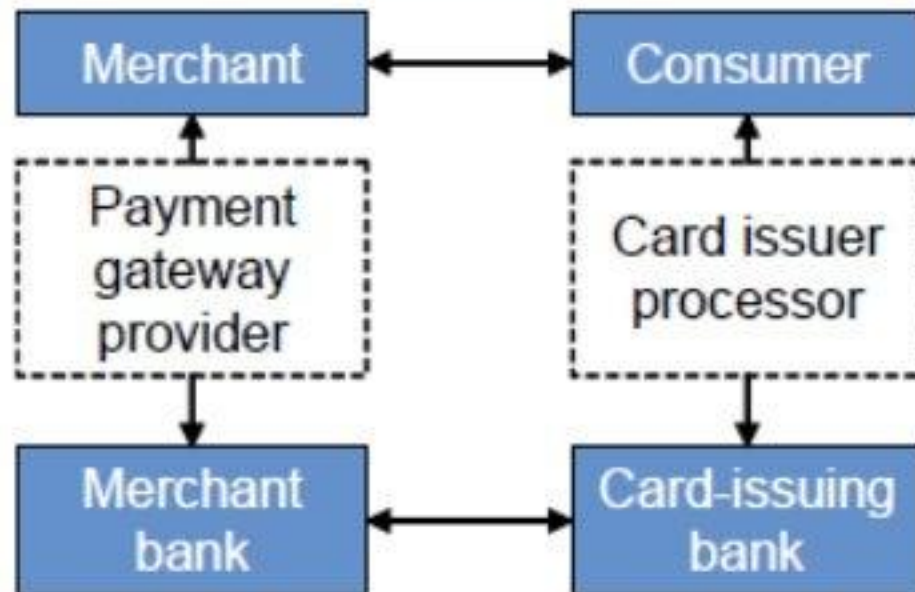 Merchant
Consumer
Payment
gateway
provider
Card issuer
processor
Merchant
bank
Card-issuing
bank